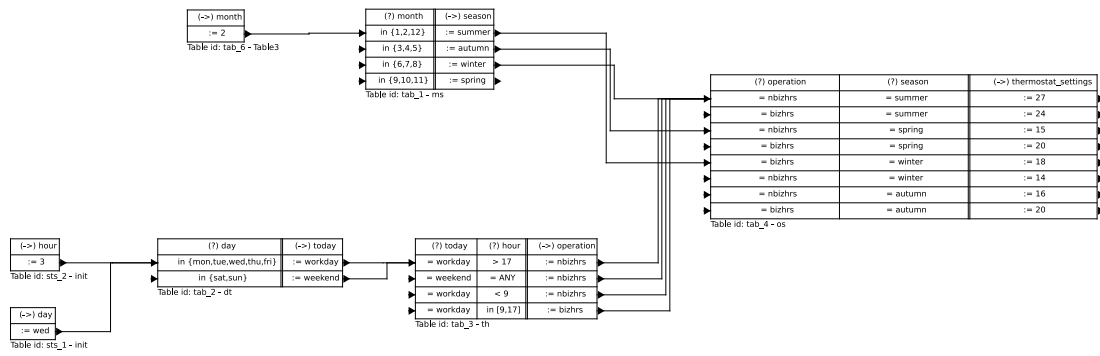 (->) month
:= 2
Table id: tab_6 - Table3
(?) month (->) season
in {1,2,12} := summer
in {3,4,5} := autumn
in {6,7,8} := winter
in {9,10,11} := spring
Table id: tab_1 - ms
(?) operation (?) season (->) thermostat_settings
= nbizhrs = summer := 27
= bizhrs = summer := 24
= nbizhrs = spring := 15
= bizhrs = spring := 20
= bizhrs = winter := 18
= nbizhrs = winter := 14
= nbizhrs = autumn := 16
= bizhrs = autumn := 20
Table id: tab_4 - os
(->) hour
:= 3
Table id: sts_2 - init
(->) day
:= wed
Table id: sts_1 - init
(?) day (->) today
in {mon,tue,wed,thu,fri} := workday
in {sat,sun} := weekend
Table id: tab_2 - dt
(?) today (?) hour (->) operation
= workday > 17 := nbizhrs
= weekend = ANY := nbizhrs
= workday < 9 := nbizhrs
= workday in [9,17] := bizhrs
Table id: tab_3 - th